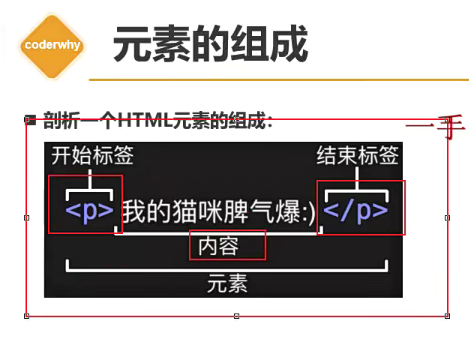 coderwhy
元素的组成
剖析一个HTML元素的组成：
二手
开始标签 结束标签
<p>我的猫咪脾气爆:)</p>
内容
元素